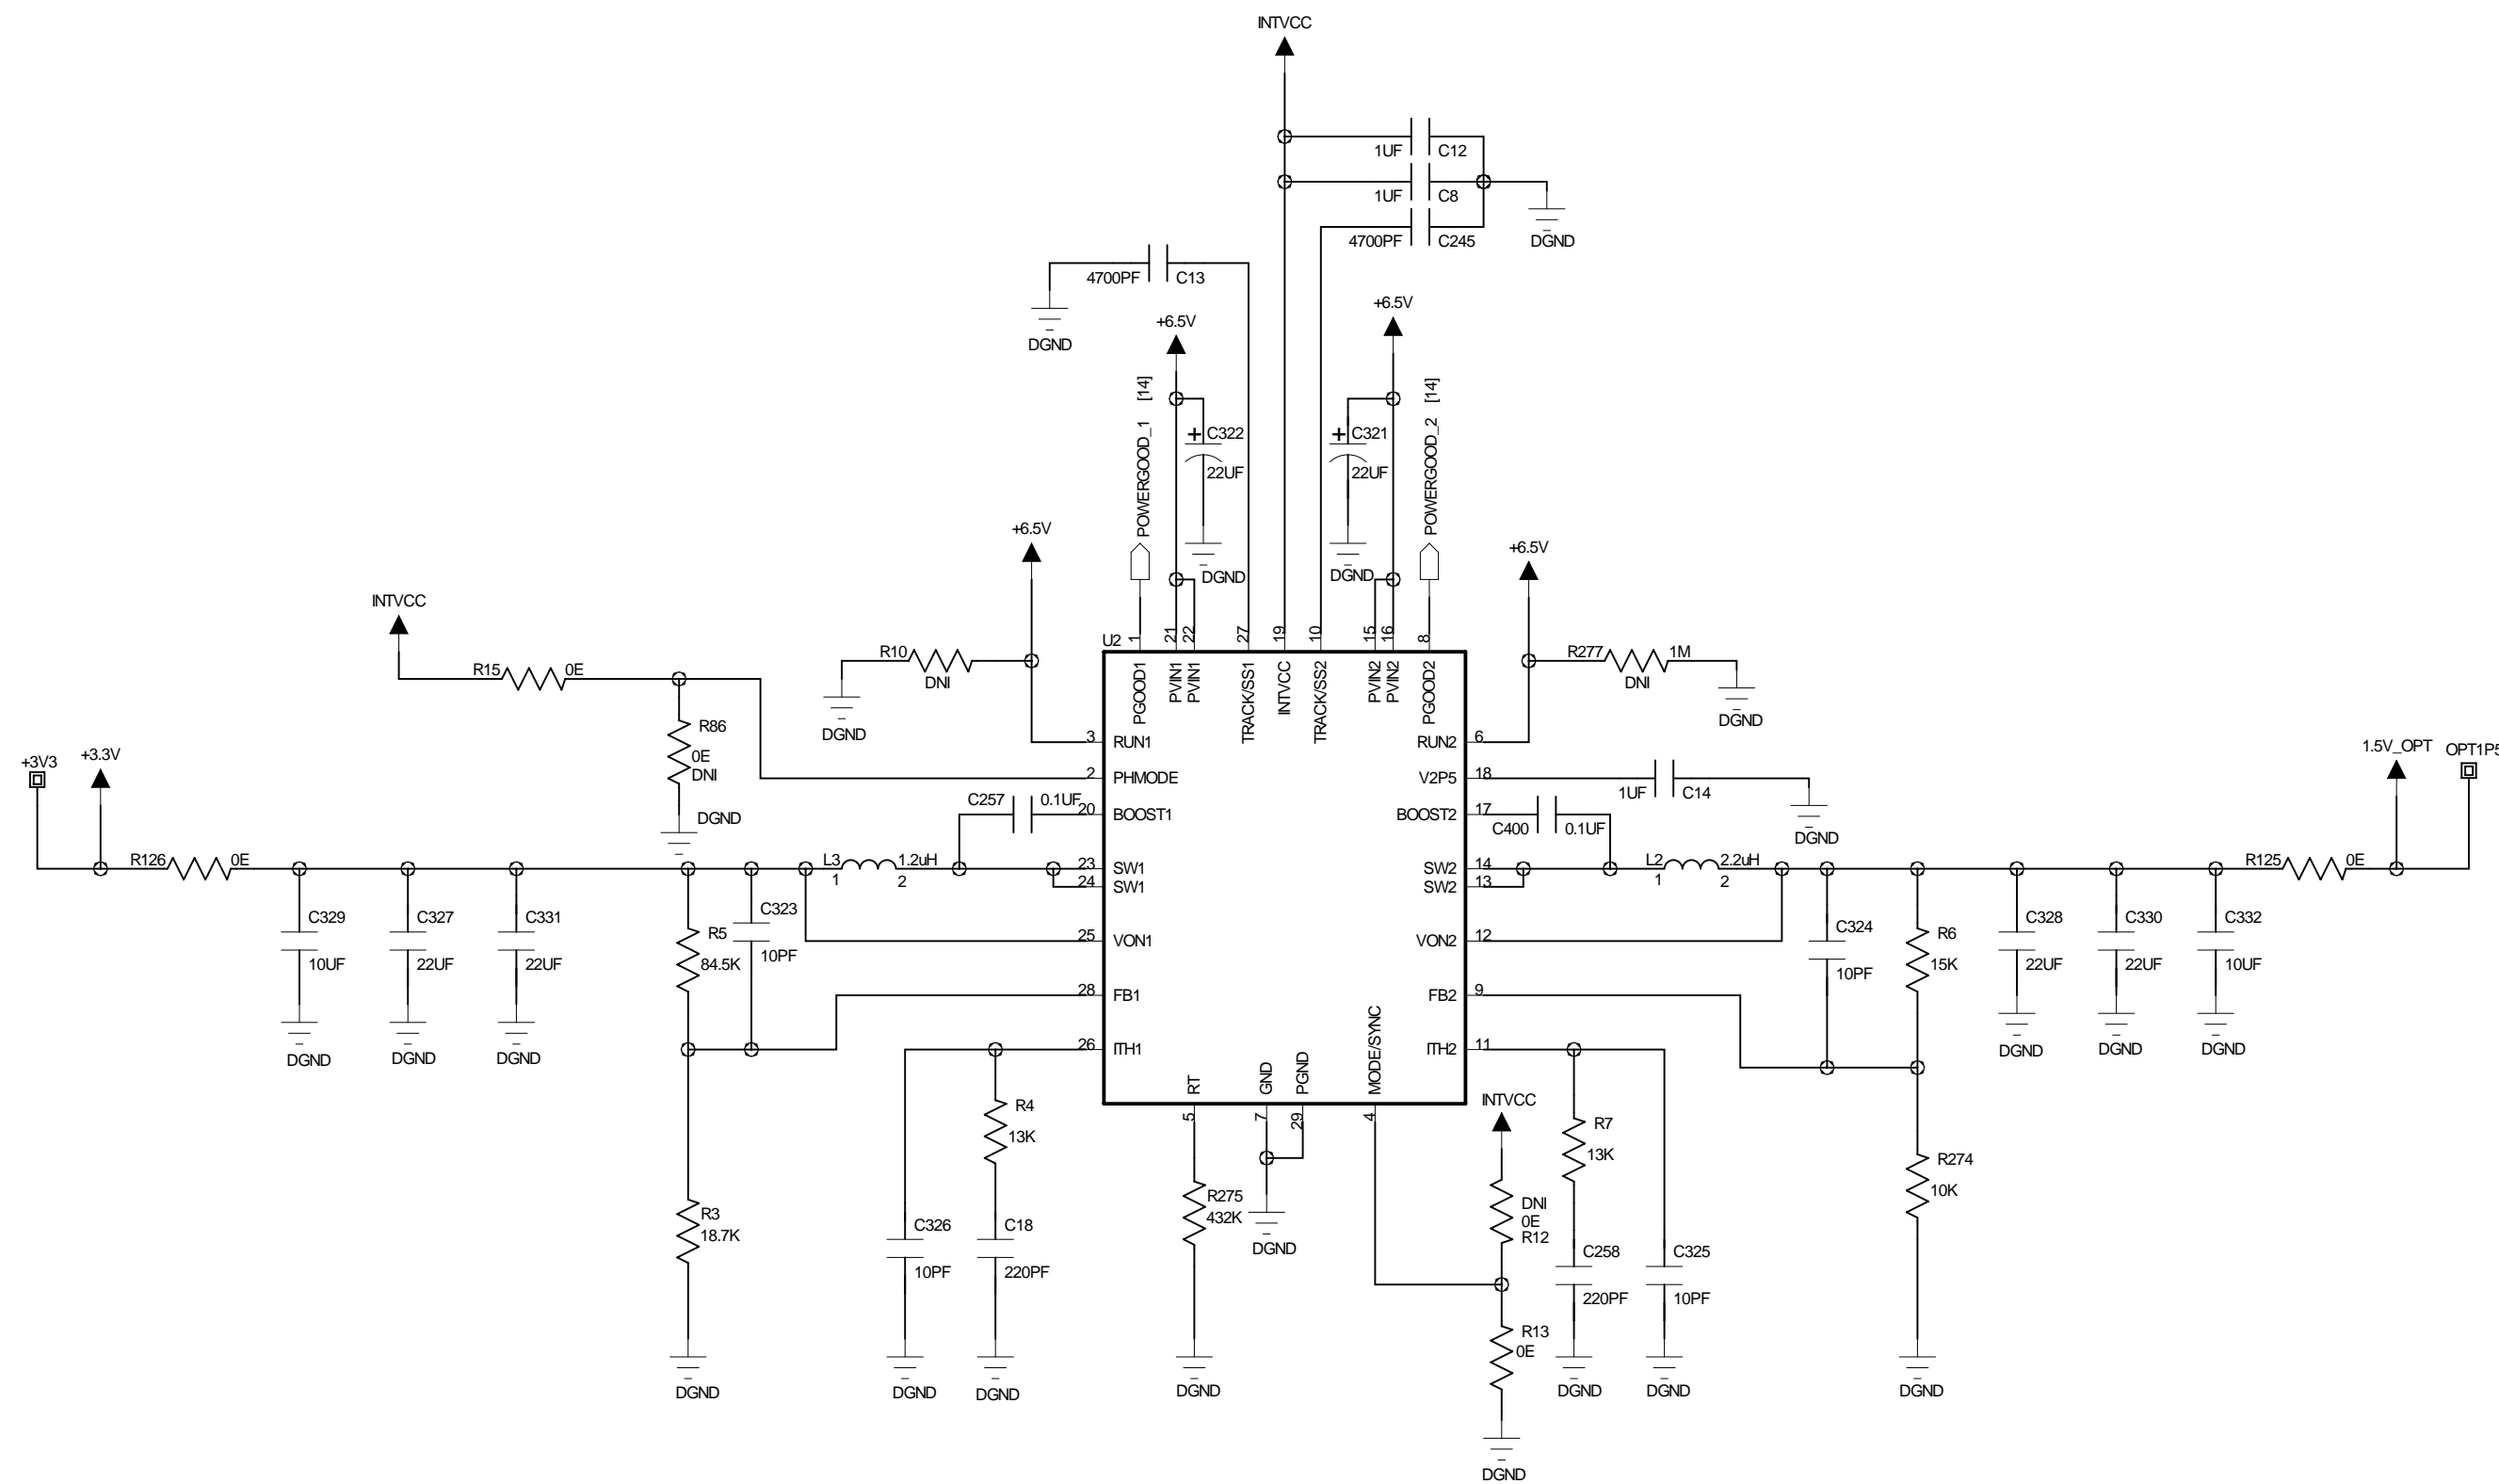 INTVCC
1UF C12
1UF C8
4700PF C245
DGND
4700PF C13
DGND
+6.5V
+6.5V
POWERGOOD_1 [14]
C322
22UF
DGND
C321
22UF
DGND
POWERGOOD_2 [14]
+6.5V
+6.5V
INTVCC
R15 0E
R86
0E
DNI
DGND
R10
DNI
DGND
R277 1M
DNI
DGND
U2
1 21 22 27 19 10 15 16 8
PGOOD1
PVIN1
PVIN1
TRACK/SS1
INTVCC
TRACK/SS2
PVIN2
PVIN2
PGOOD2
3 RUN1
2 PHMODE
20 BOOST1
23 SW1
24 SW1
25 VON1
28 FB1
26 ITH1
RUN2 6
V2P5 18
BOOST2 17
SW2 14
SW2 13
VON2 12
FB2 9
ITH2 11
RT
GND
PGND
MODE/SYNC
5 7 29 4
+3V3
+3.3V
R126 0E
C257 0.1UF
L3 1.2uH
1 2
C329
10UF
DGND
C327
22UF
DGND
C331
22UF
DGND
R5
84.5K
C323
10PF
R3
18.7K
DGND
C326
10PF
DGND
R4
13K
C18
220PF
DGND
R275
432K
DGND
DGND
INTVCC
DNI
0E
R12
R13
0E
DGND
R7
13K
C258
220PF
DGND
C325
10PF
DGND
1UF C14
DGND
C400 0.1UF
L2 2.2uH
1 2
C324
10PF
R6
15K
R274
10K
DGND
C328
22UF
DGND
C330
22UF
DGND
C332
10UF
DGND
R125 0E
1.5V_OPT
OPT1P5